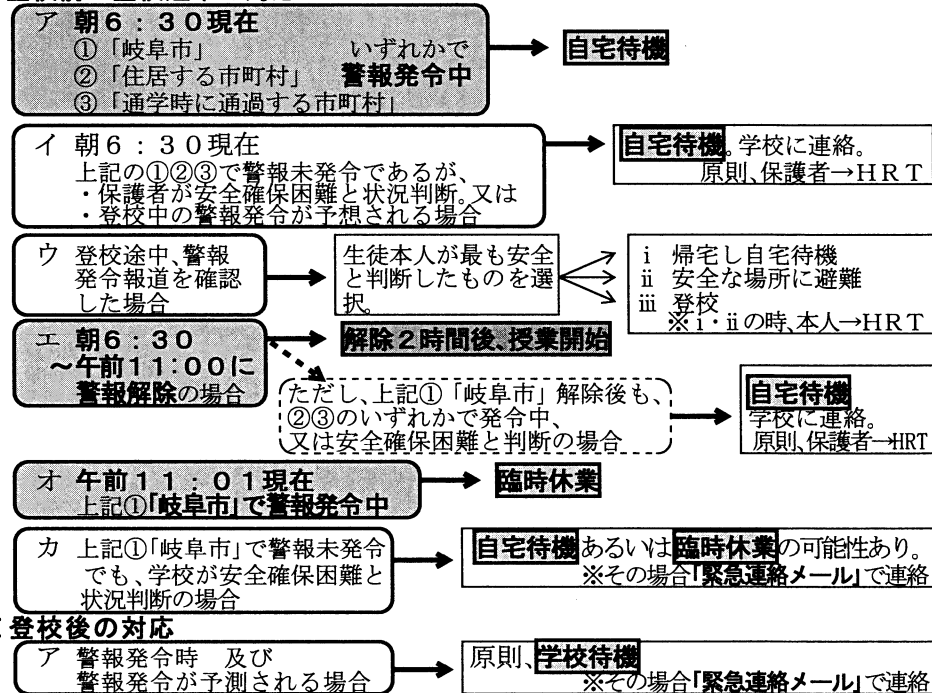 ア 朝6:30現在
①「岐阜市」 いずれかで
②「住居する市町村」 警報発令中
③「通学時に通過する市町村」
自宅待機
イ 朝6:30現在
上記の①②③で警報未発令であるが、
・保護者が安全確保困難と状況判断。又は
・登校中の警報発令が予想される場合
自宅待機。学校に連絡。
原則、保護者→HRT
ウ 登校途中、警報
発令報道を確認
した場合
生徒本人が最も安全
と判断したものを選
択。
ⅰ 帰宅し自宅待機
ⅱ 安全な場所に避難
ⅲ 登校
※ⅰ・ⅱの時、本人→HRT
エ 朝6:30
~午前11:00に
警報解除の場合
解除2時間後、授業開始
ただし、上記①「岐阜市」解除後も、
②③のいずれかで発令中、
又は安全確保困難と判断の場合
自宅待機
学校に連絡。
原則、保護者→HRT
オ 午前11:01現在
上記①「岐阜市」で警報発令中
臨時休業
カ 上記①「岐阜市」で警報未発令
でも、学校が安全確保困難と
状況判断の場合
自宅待機あるいは臨時休業の可能性あり。
※その場合「緊急連絡メール」で連絡
登校後の対応
ア 警報発令時 及び
警報発令が予測される場合
原則、学校待機
※その場合「緊急連絡メール」で連絡